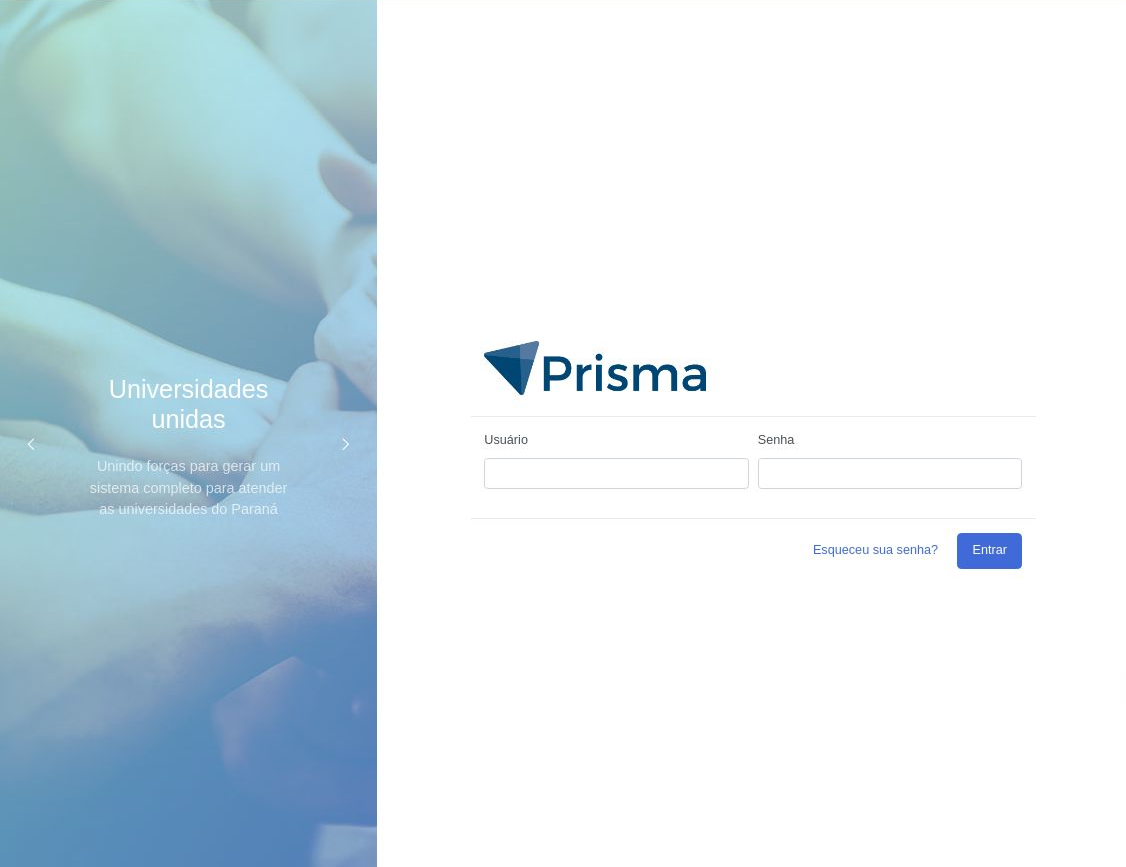 Universidades
unidas
Unindo forças para gerar um
sistema completo para atender
as universidades do Paraná
Prisma
Usuário
Senha
Esqueceu sua senha?
Entrar